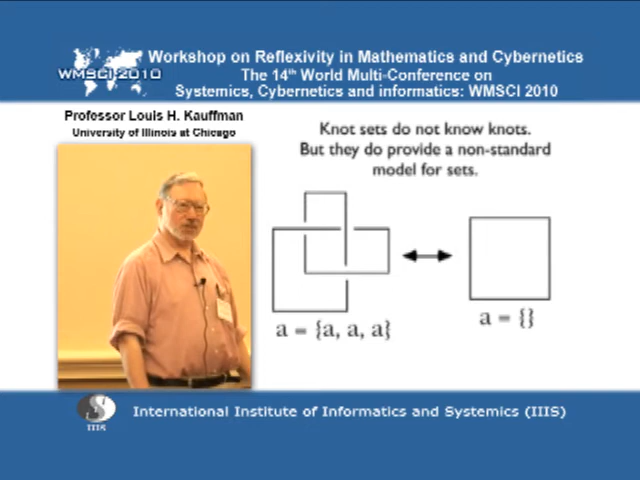 WMSCI 2010
Workshop on Reflexivity in Mathematics and Cybernetics
The 14th World Multi-Conference on
Systemics, Cybernetics and informatics: WMSCI 2010
Professor Louis H. Kauffman
University of Illinois at Chicago
Knot sets do not know knots.
But they do provide a non-standard
model for sets.
a = {a, a, a}
a = {}
IIIS
International Institute of Informatics and Systemics (IIIS)